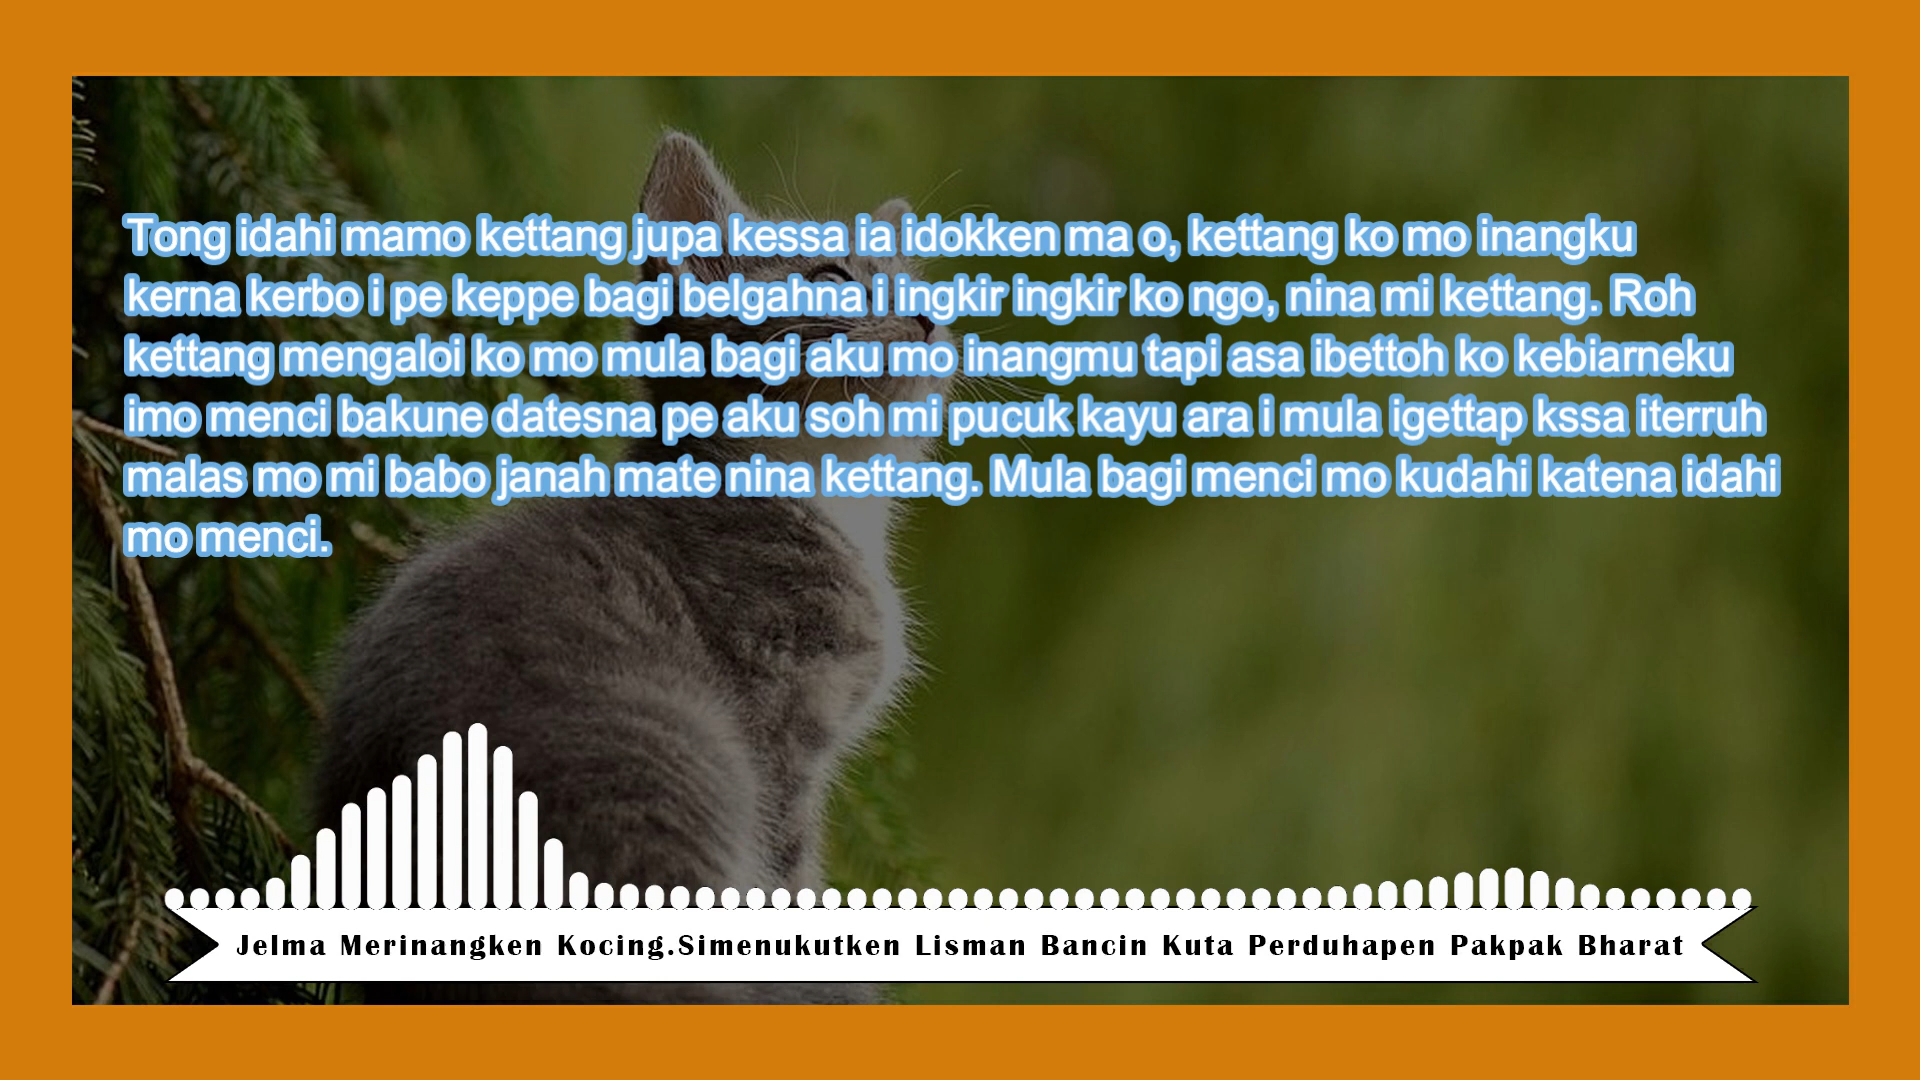 Tong idahi mamo kettang jupa kessa ia idokken ma o, kettang ko mo inangku
kerna kerbo i pe keppe bagi belgahna i ingkir ingkir ko ngo, nina mi kettang. Roh
kettang mengaloi ko mo mula bagi aku mo inangmu tapi asa ibettoh ko kebiarneku
imo menci bakune datesna pe aku soh mi pucuk kayu ara i mula igettap kssa iterruh
malas mo mi babo janah mate nina kettang. Mula bagi menci mo kudahi katena idahi
mo menci.
Jelma Merinangken Kocing.Simenukutken Lisman Bancin Kuta Perduhapen Pakpak Bharat